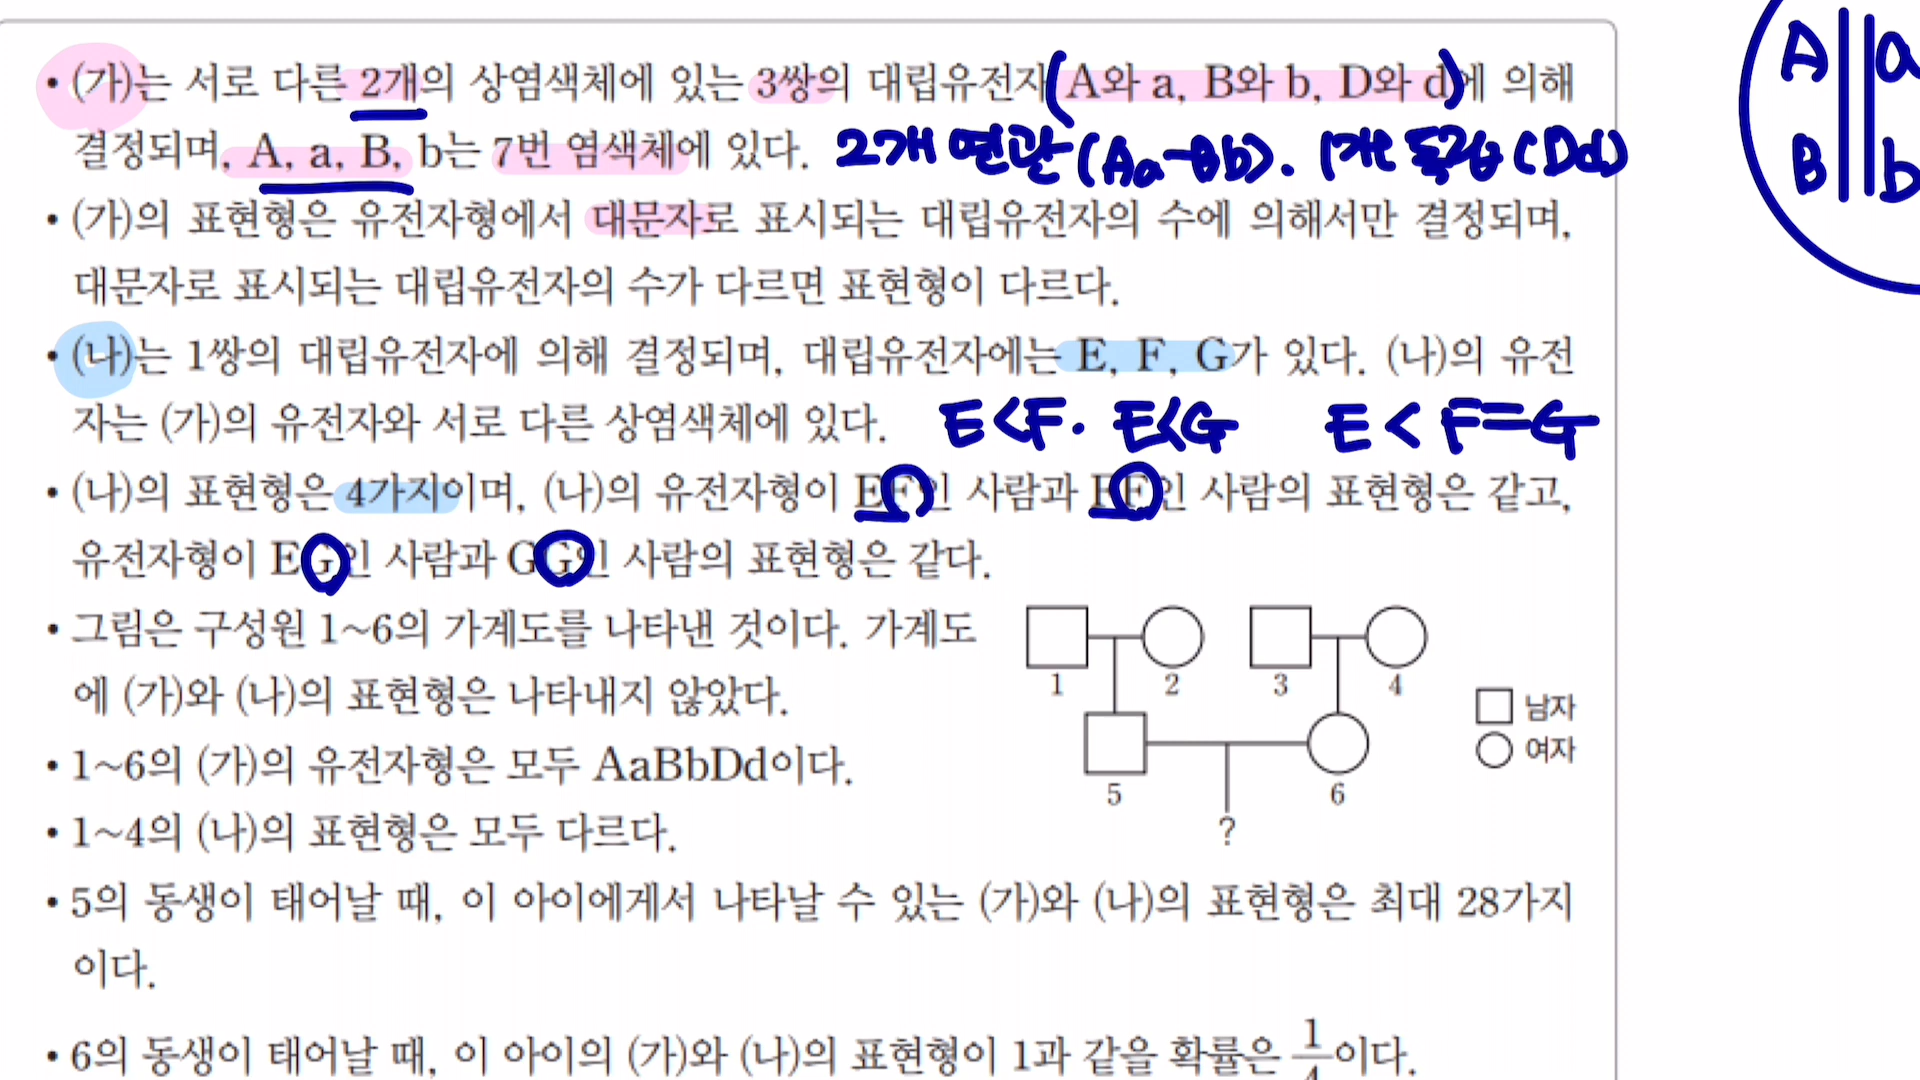 • (가)는 서로 다른 2개의 상염색체에 있는 3쌍의 대립유전자(A와 a, B와 b, D와 d)에 의해
결정되며, A, a, B, b는 7번 염색체에 있다. 2개 연관 (Aa-Bb). 1개 독립 (Dd)
• (가)의 표현형은 유전자형에서 대문자로 표시되는 대립유전자의 수에 의해서만 결정되며,
대문자로 표시되는 대립유전자의 수가 다르면 표현형이 다르다.
• (나)는 1쌍의 대립유전자에 의해 결정되며, 대립유전자에는 E, F, G가 있다. (나)의 유전
자는 (가)의 유전자와 서로 다른 상염색체에 있다. E<F. E<G E<F=G
• (나)의 표현형은 4가지이며, (나)의 유전자형이 EF인 사람과 FF인 사람의 표현형은 같고,
유전자형이 EG인 사람과 GG인 사람의 표현형은 같다.
• 그림은 구성원 1~6의 가계도를 나타낸 것이다. 가계도
에 (가)와 (나)의 표현형은 나타내지 않았다.
• 1~6의 (가)의 유전자형은 모두 AaBbDd이다.
• 1~4의 (나)의 표현형은 모두 다르다.
• 5의 동생이 태어날 때, 이 아이에게서 나타날 수 있는 (가)와 (나)의 표현형은 최대 28가지
이다.
• 6의 동생이 태어날 때, 이 아이의 (가)와 (나)의 표현형이 1과 같을 확률은 1/4이다.
1 2 3 4
남자
여자
5 6
?
A a
B b